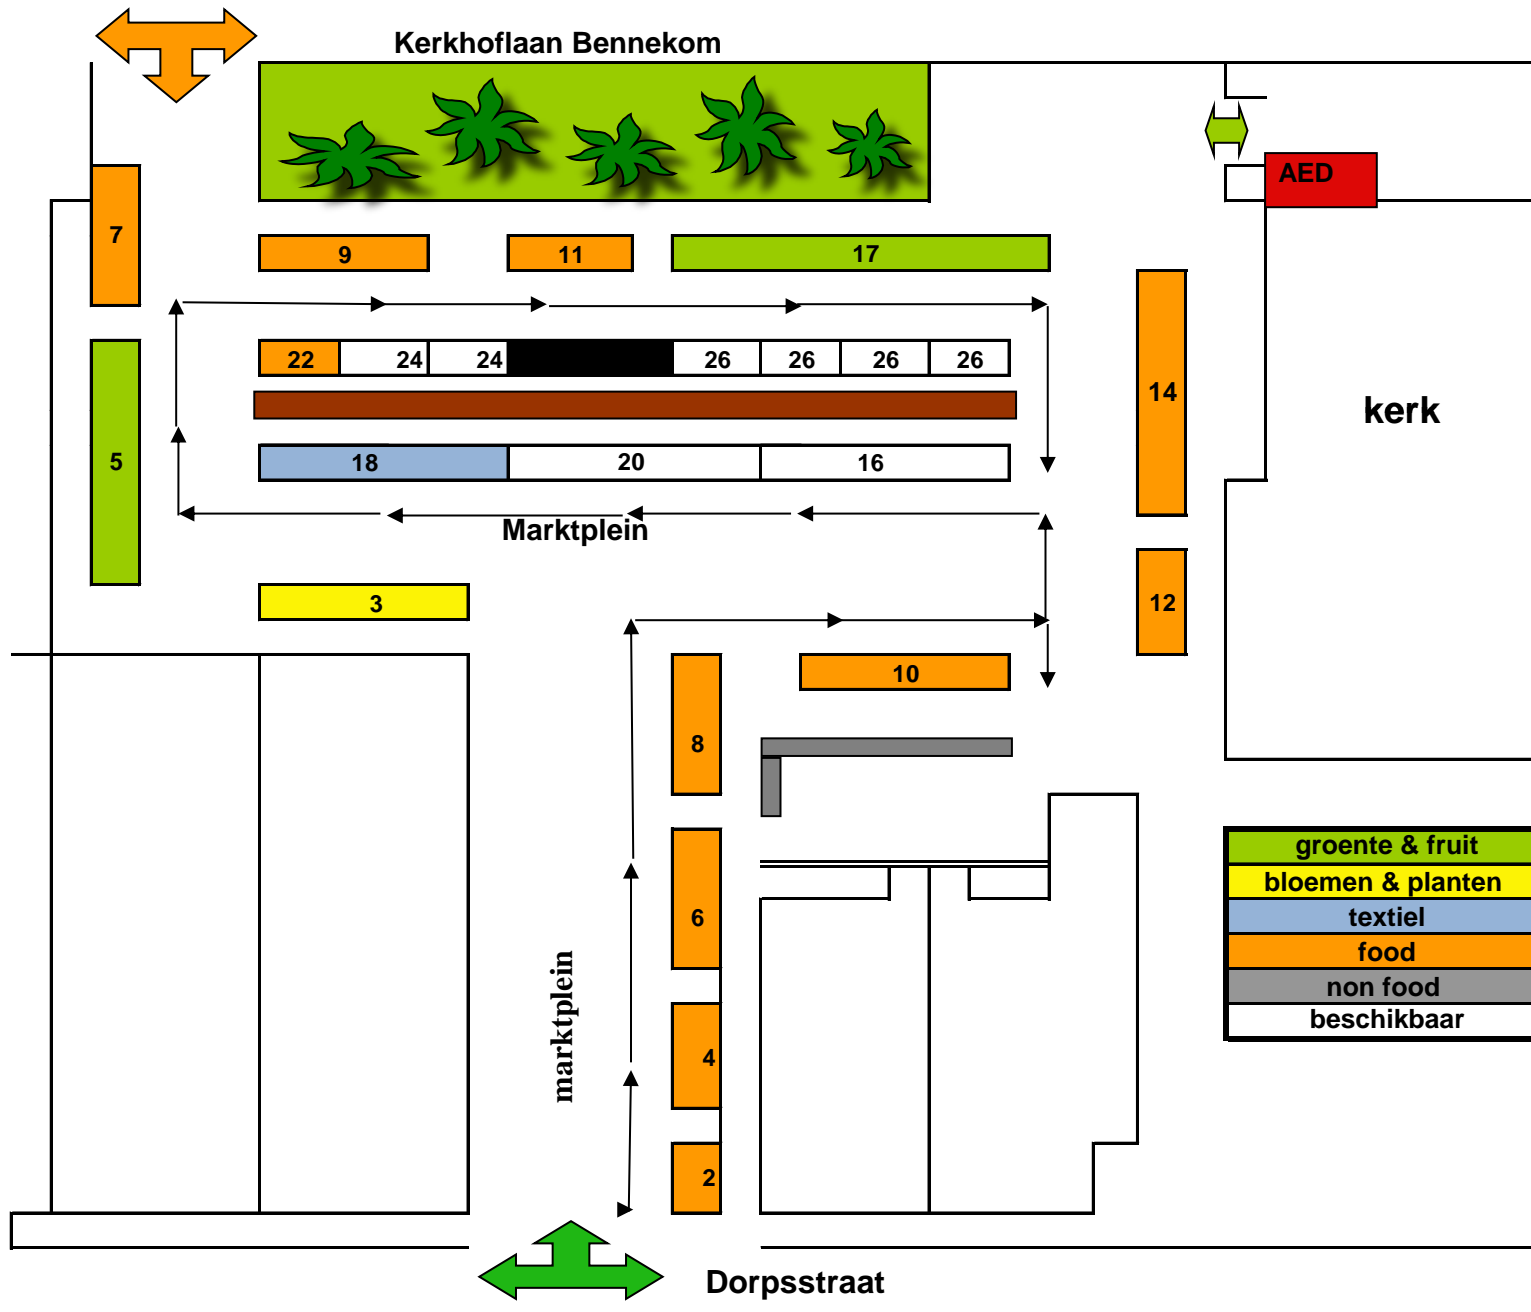 Kerkhoflaan Bennekom
AED
7
9
11
17
22
24
24
26
26
26
26
14
kerk
5
18
20
16
Marktplein
3
12
10
8
groente & fruit
bloemen & planten
textiel
food
non food
beschikbaar
6
marktplein
4
2
Dorpsstraat